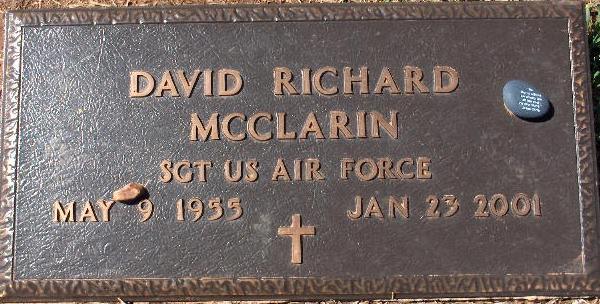 DAVID RICHARD
MCCLARIN
SGT US AIR FORCE
MAY 9 1955 JAN 23 2001